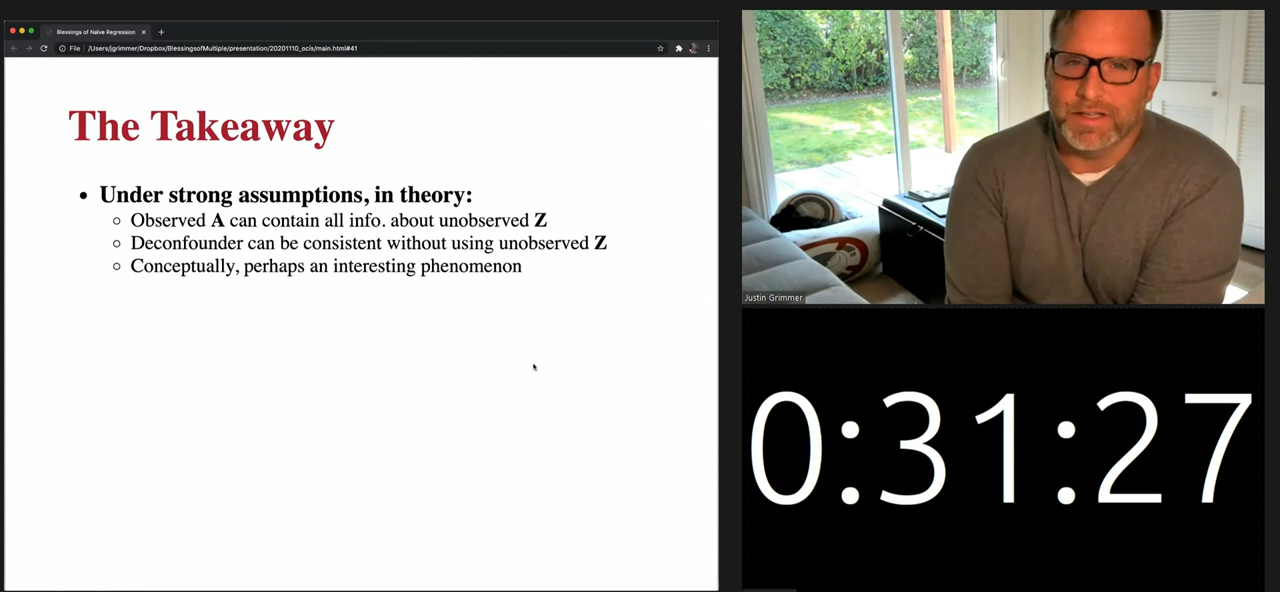 Blessings of Naïve Regression
File
/Users/jgrimmer/Dropbox/BlessingsofMultiple/presentation/20201110_ocis/main.html#41
The Takeaway
Under strong assumptions, in theory:
Observed A can contain all info. about unobserved Z
Deconfounder can be consistent without using unobserved Z
Conceptually, perhaps an interesting phenomenon
Justin Grimmer
0:31:27